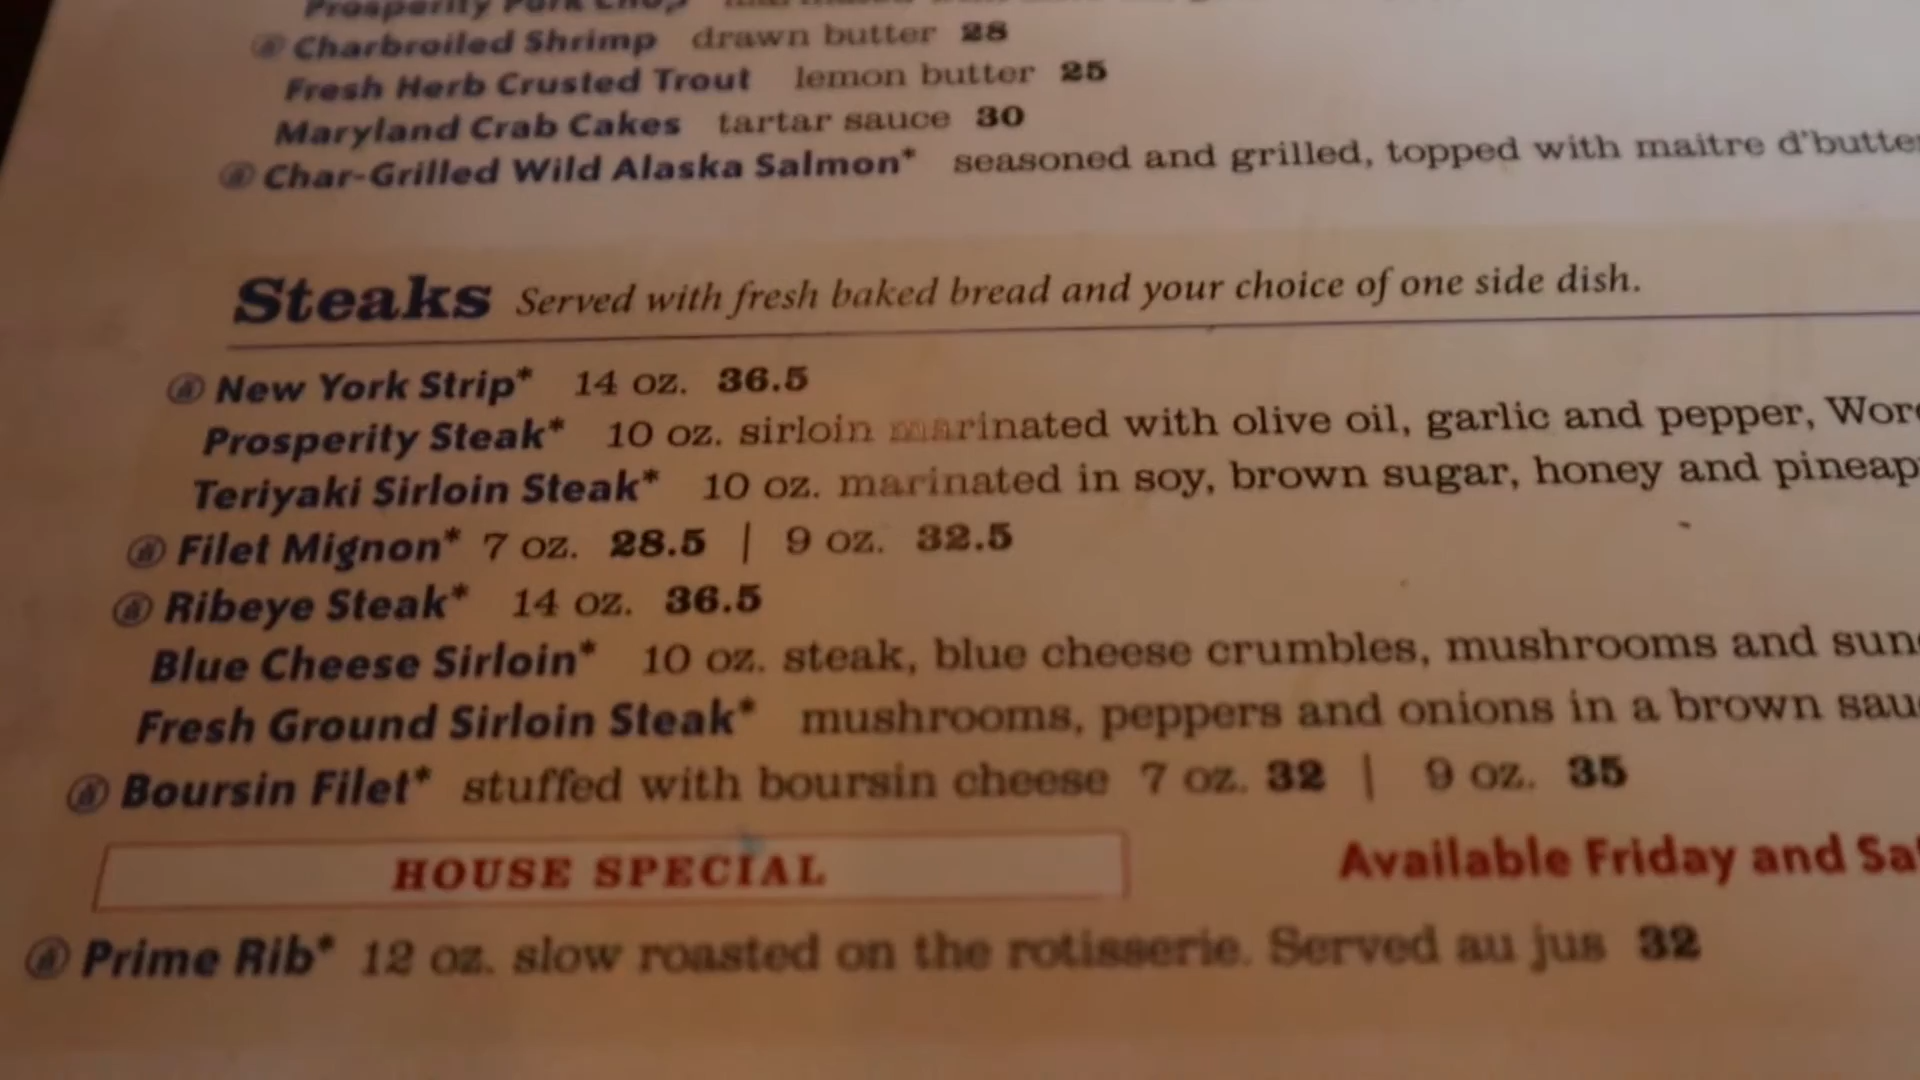 Prosperity Pork Chop
Charbroiled Shrimp drawn butter 28
Fresh Herb Crusted Trout lemon butter 25
Maryland Crab Cakes tartar sauce 30
Char-Grilled Wild Alaska Salmon* seasoned and grilled, topped with maitre d'butter
Steaks Served with fresh baked bread and your choice of one side dish.
New York Strip* 14 oz. 36.5
Prosperity Steak* 10 oz. sirloin marinated with olive oil, garlic and pepper, Wor
Teriyaki Sirloin Steak* 10 oz. marinated in soy, brown sugar, honey and pineap
Filet Mignon* 7 oz. 28.5 | 9 oz. 32.5
Ribeye Steak* 14 oz. 36.5
Blue Cheese Sirloin* 10 oz. steak, blue cheese crumbles, mushrooms and sun
Fresh Ground Sirloin Steak* mushrooms, peppers and onions in a brown sau
Boursin Filet* stuffed with boursin cheese 7 oz. 32 | 9 oz. 35
HOUSE SPECIAL Available Friday and Sa
Prime Rib* 12 oz. slow roasted on the rotisserie. Served au jus 32